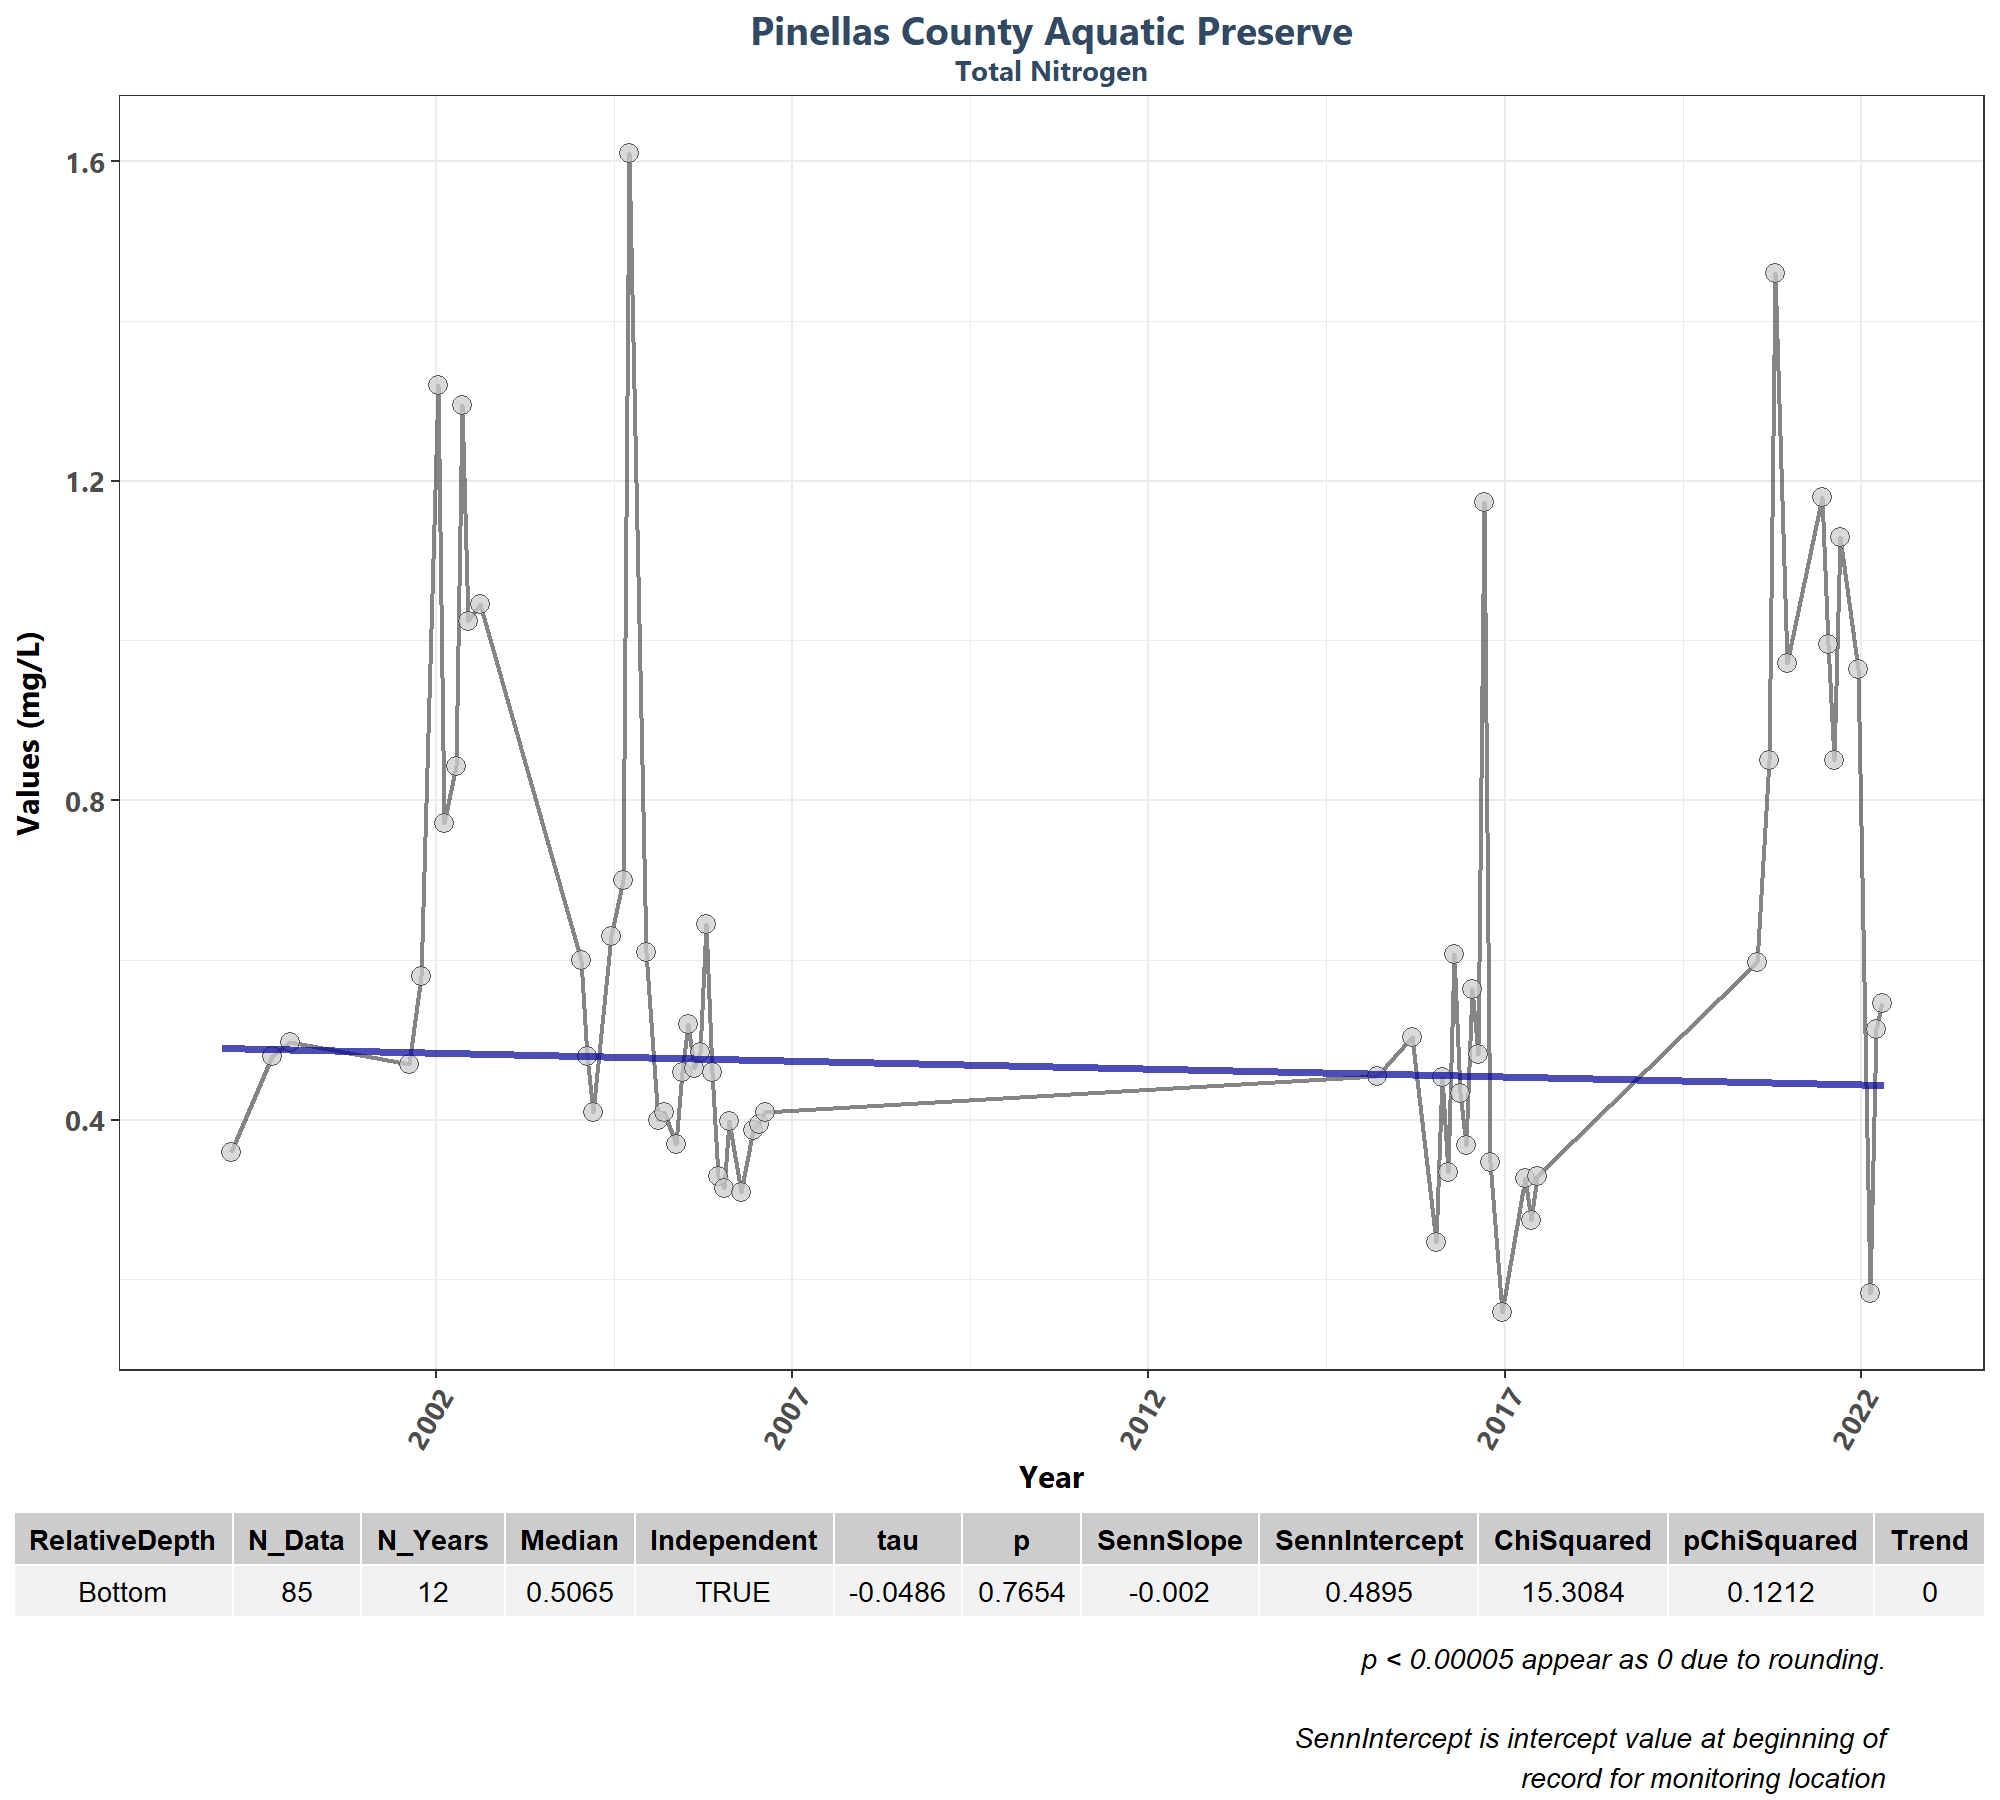 Pinellas County Aquatic Preserve
Total Nitrogen
Values (mg/L)
1.6
1.2
0.8
0.4
2002 2007 2012 2017 2022
Year
RelativeDepth N_Data N_Years Median Independent tau p SennSlope SennIntercept ChiSquared pChiSquared Trend
Bottom 85 12 0.5065 TRUE -0.0486 0.7654 -0.002 0.4895 15.3084 0.1212 0
p < 0.00005 appear as 0 due to rounding.
SennIntercept is intercept value at beginning of
record for monitoring location